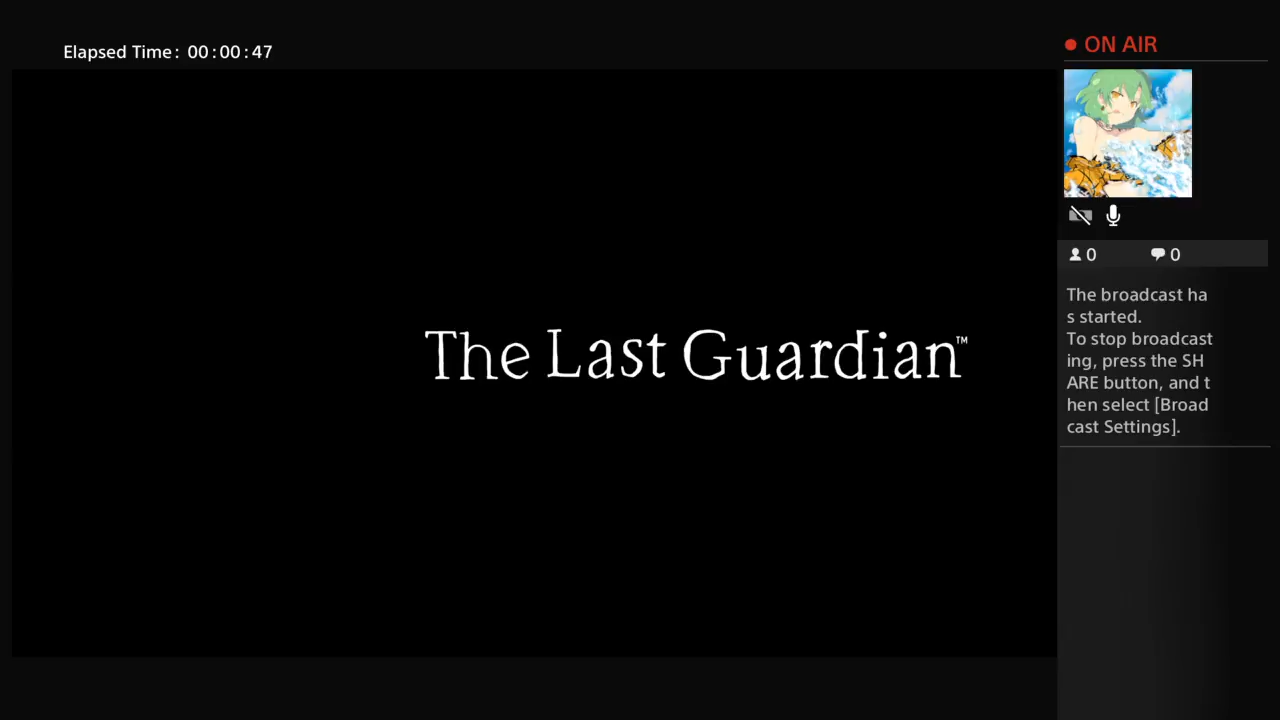 Elapsed Time: 00:00:47
ON AIR
0 0
The broadcast ha
s started.
To stop broadcast
ing, press the SH
ARE button, and t
hen select [Broad
cast Settings].
The Last Guardian™